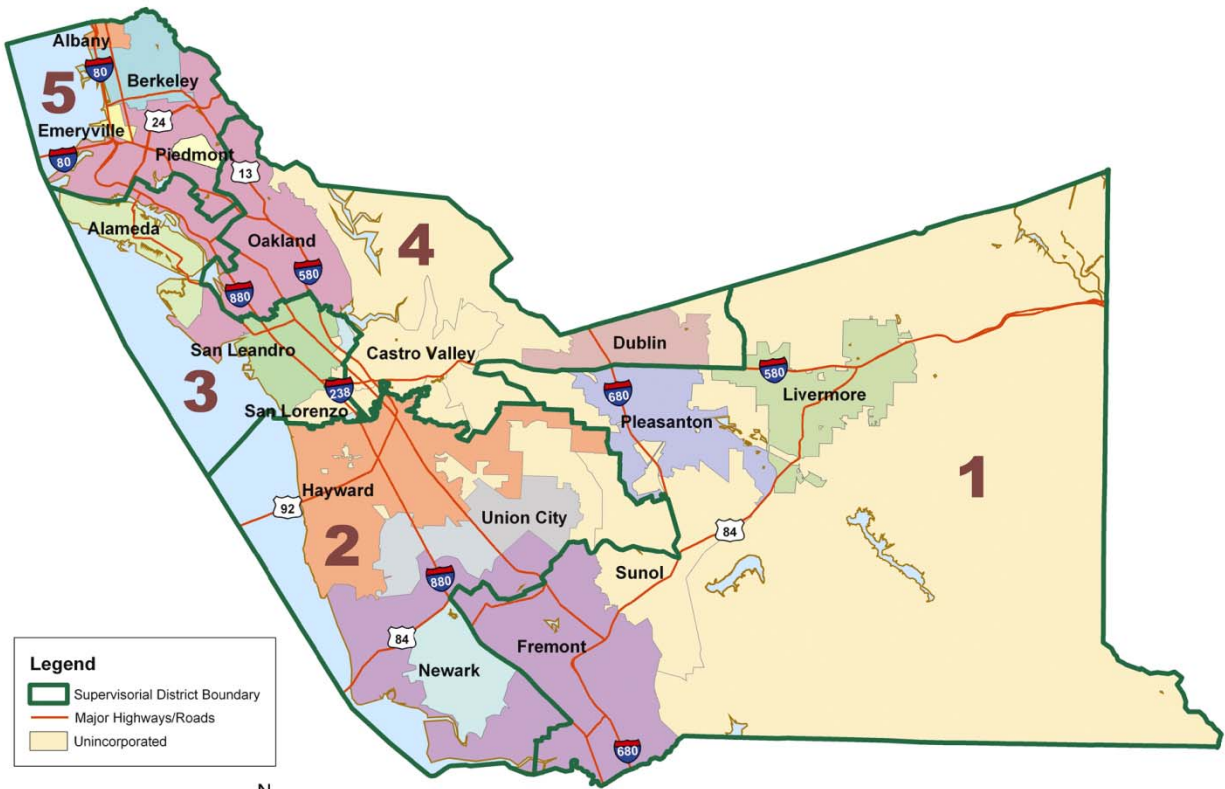 Albany
80
5
Berkeley
Emeryville
24
80
Piedmont
13
Alameda
Oakland
4
580
880
Dublin
San Leandro
Castro Valley
580
3
238
680
Livermore
San Lorenzo
Pleasanton
1
Hayward
92
Union City
2
84
880
Sunol
84
Fremont
Newark
680
Legend
Supervisorial District Boundary
Major Highways/Roads
Unincorporated
N